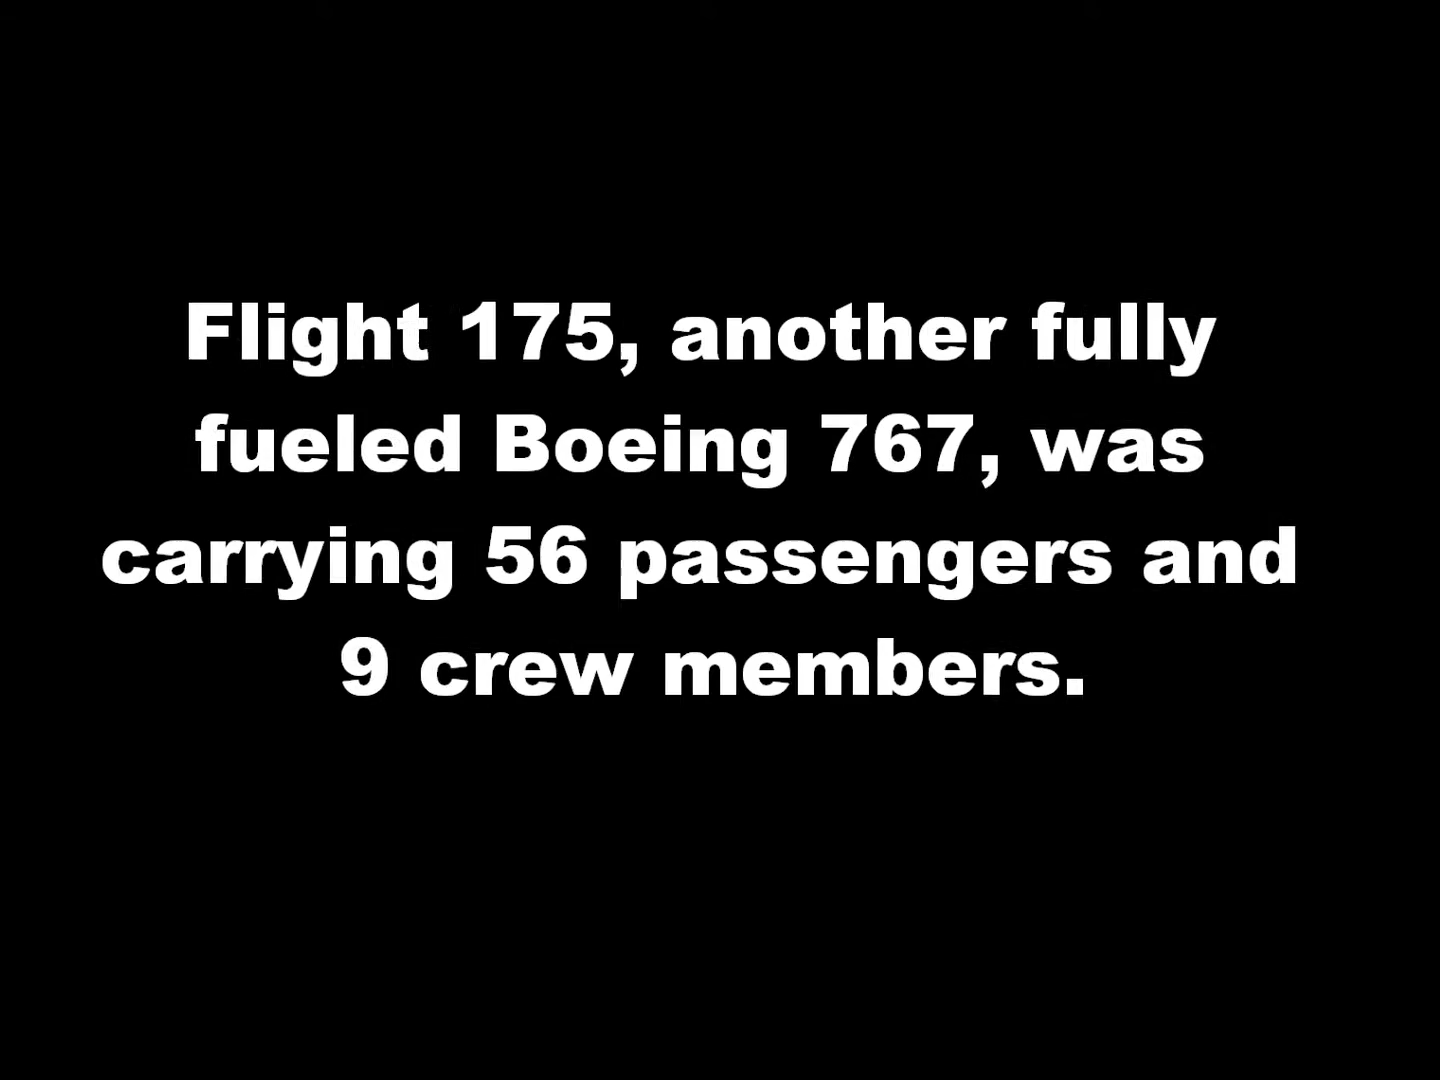 Flight 175, another fully
fueled Boeing 767, was
carrying 56 passengers and
9 crew members.